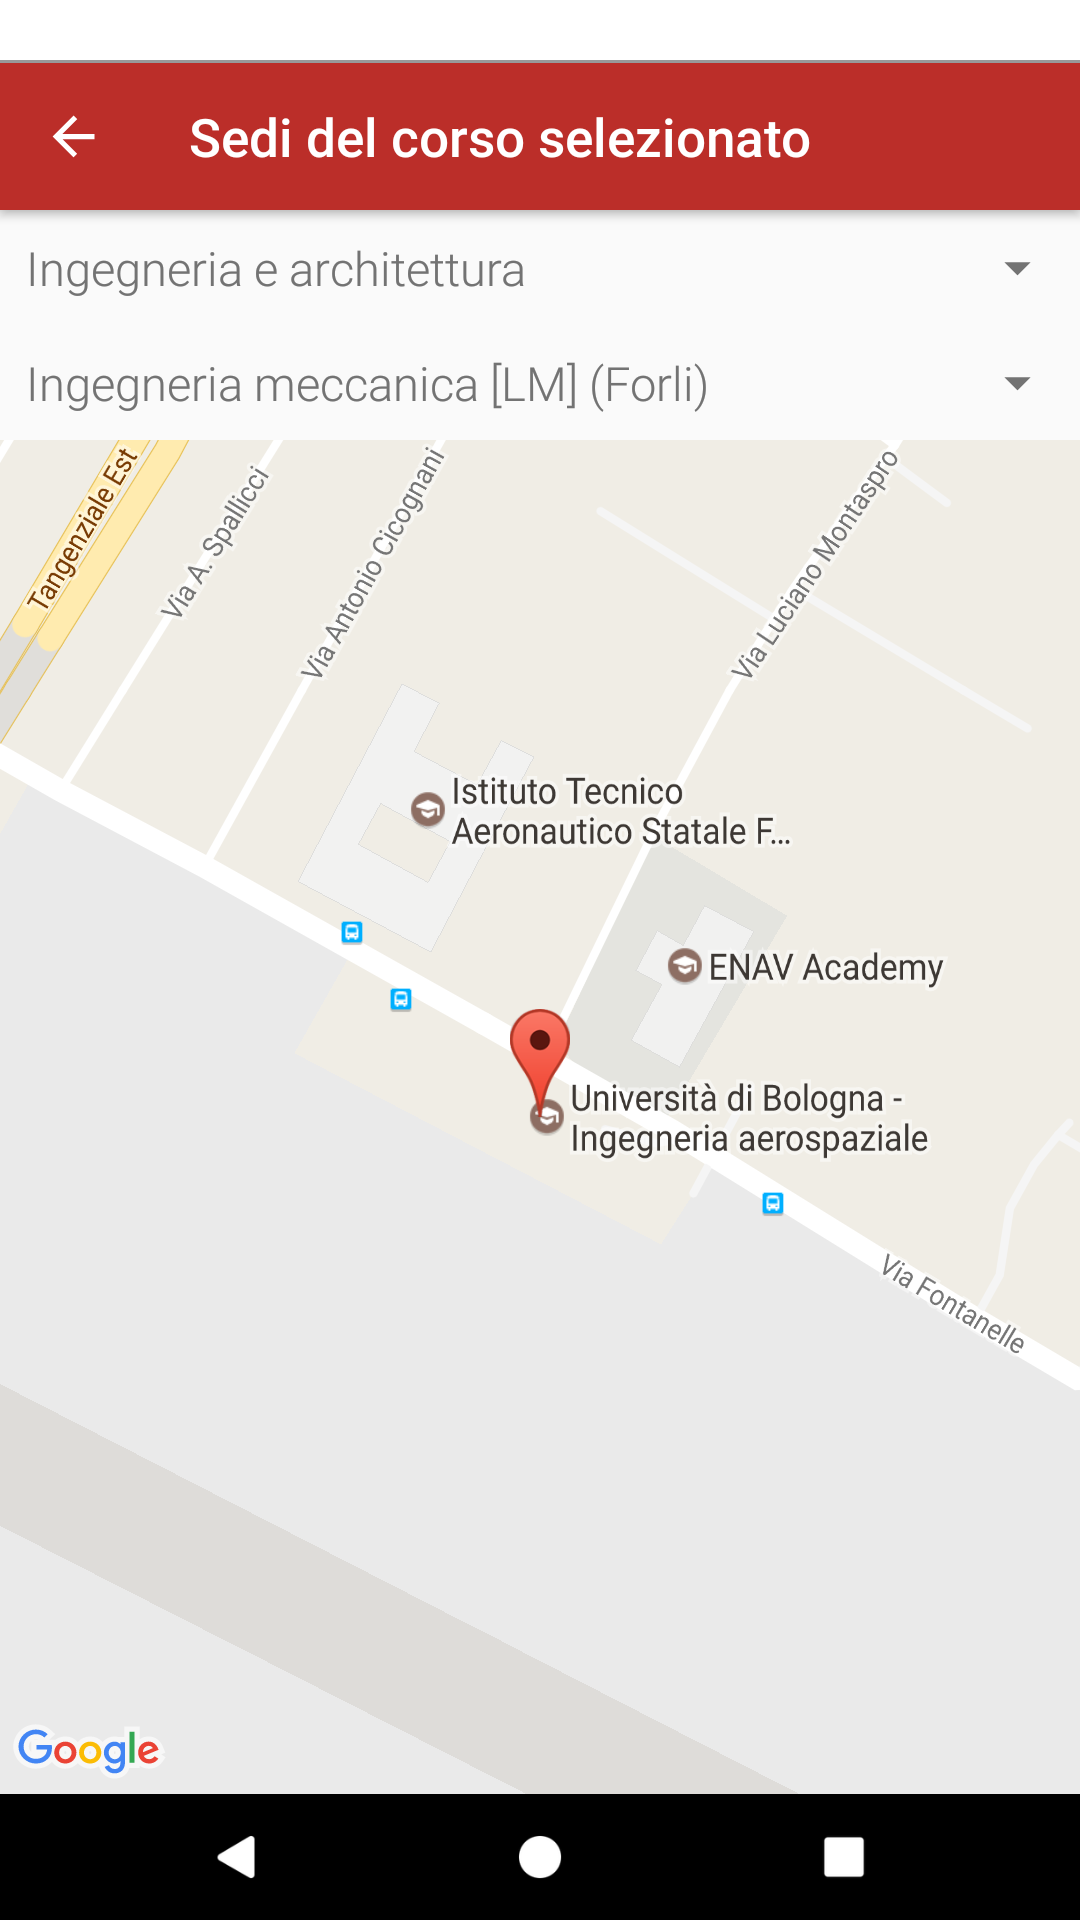 Sedi del corso selezionato
Ingegneria e architettura
Ingegneria meccanica [LM] (Forli)
Tangenziale Est
Via A. Spallicci
Via Antonio Cicognani
Via Luciano Montaspro
Istituto Tecnico
Aeronautico Statale F...
ENAV Academy
Università di Bologna -
Ingegneria aerospaziale
Via Fontanelle
Google